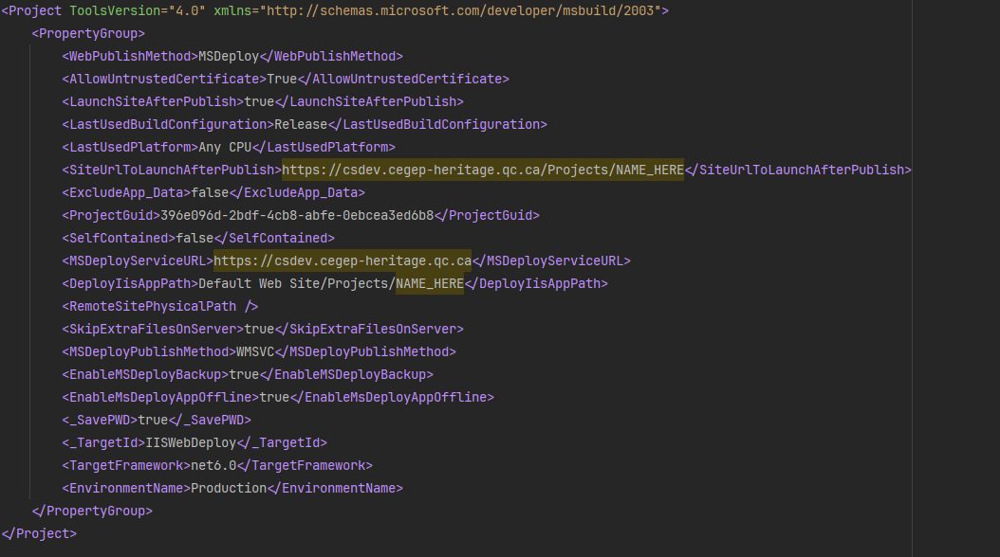 <Project ToolsVersion="4.0" xmlns="http://schemas.microsoft.com/developer/msbuild/2003">
    <PropertyGroup>
        <WebPublishMethod>MSDeploy</WebPublishMethod>
        <AllowUntrustedCertificate>True</AllowUntrustedCertificate>
        <LaunchSiteAfterPublish>true</LaunchSiteAfterPublish>
        <LastUsedBuildConfiguration>Release</LastUsedBuildConfiguration>
        <LastUsedPlatform>Any CPU</LastUsedPlatform>
        <SiteUrlToLaunchAfterPublish>https://csdev.cegep-heritage.qc.ca/Projects/NAME_HERE</SiteUrlToLaunchAfterPublish>
        <ExcludeApp_Data>false</ExcludeApp_Data>
        <ProjectGuid>396e096d-2bdf-4cb8-abfe-0ebcea3ed6b8</ProjectGuid>
        <SelfContained>false</SelfContained>
        <MSDeployServiceURL>https://csdev.cegep-heritage.qc.ca</MSDeployServiceURL>
        <DeployIisAppPath>Default Web Site/Projects/NAME_HERE</DeployIisAppPath>
        <RemoteSitePhysicalPath />
        <SkipExtraFilesOnServer>true</SkipExtraFilesOnServer>
        <MSDeployPublishMethod>WMSVC</MSDeployPublishMethod>
        <EnableMSDeployBackup>true</EnableMSDeployBackup>
        <EnableMsDeployAppOffline>true</EnableMsDeployAppOffline>
        <_SavePWD>true</_SavePWD>
        <_TargetId>IISWebDeploy</_TargetId>
        <TargetFramework>net6.0</TargetFramework>
        <EnvironmentName>Production</EnvironmentName>
    </PropertyGroup>
</Project>